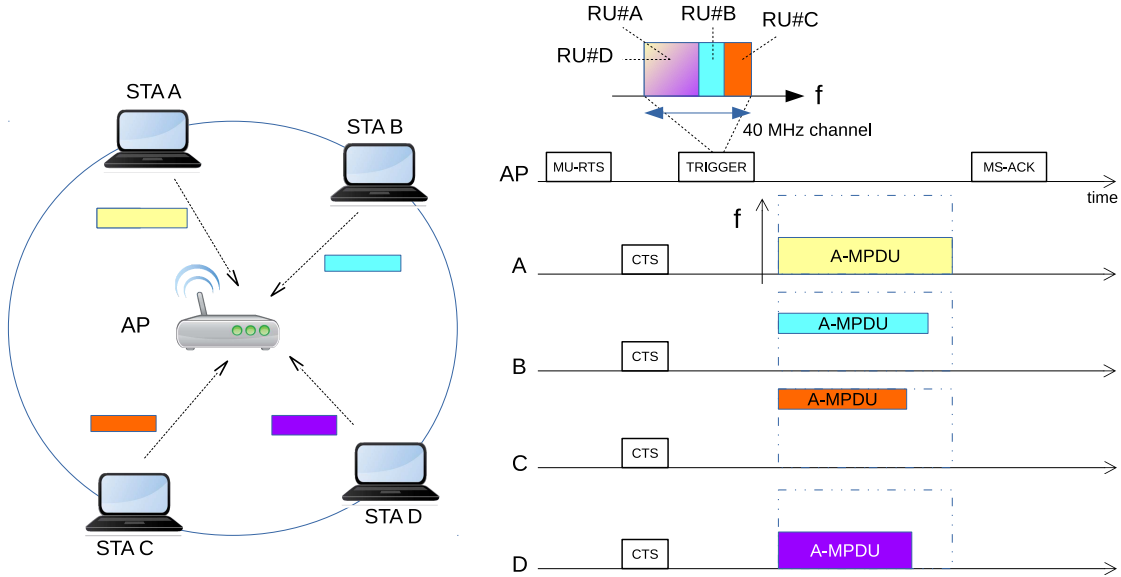 STA A
STA B
AP
STA C
STA D
RU#A
RU#B
RU#C
RU#D
f
40 MHz channel
AP
MU-RTS
TRIGGER
MS-ACK
time
f
A
CTS
A-MPDU
B
CTS
A-MPDU
C
CTS
A-MPDU
D
CTS
A-MPDU